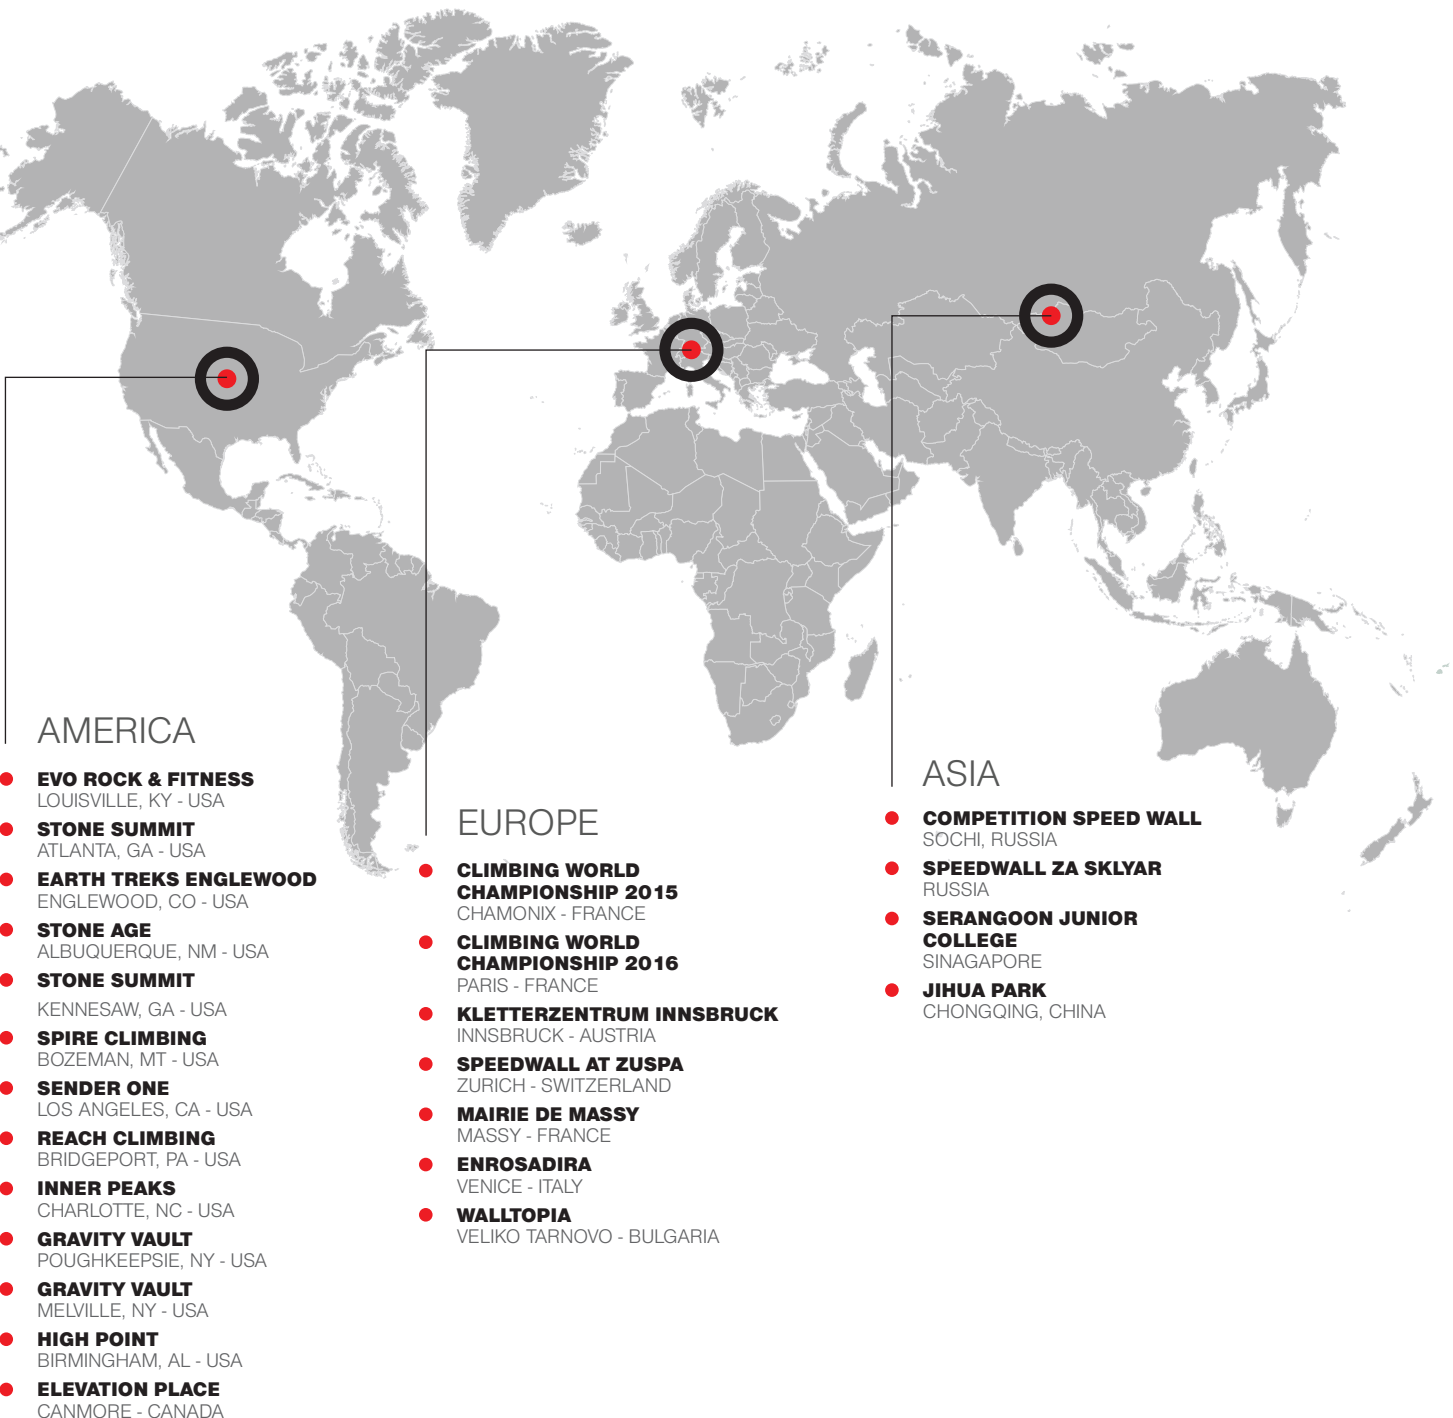 AMERICA
EVO ROCK & FITNESS
LOUISVILLE, KY - USA
STONE SUMMIT
ATLANTA, GA - USA
EARTH TREKS ENGLEWOOD
ENGLEWOOD, CO - USA
STONE AGE
ALBUQUERQUE, NM - USA
STONE SUMMIT
KENNESAW, GA - USA
SPIRE CLIMBING
BOZEMAN, MT - USA
SENDER ONE
LOS ANGELES, CA - USA
REACH CLIMBING
BRIDGEPORT, PA - USA
INNER PEAKS
CHARLOTTE, NC - USA
GRAVITY VAULT
POUGHKEEPSIE, NY - USA
GRAVITY VAULT
MELVILLE, NY - USA
HIGH POINT
BIRMINGHAM, AL - USA
ELEVATION PLACE
CANMORE - CANADA
EUROPE
CLIMBING WORLD
CHAMPIONSHIP 2015
CHAMONIX - FRANCE
CLIMBING WORLD
CHAMPIONSHIP 2016
PARIS - FRANCE
KLETTERZENTRUM INNSBRUCK
INNSBRUCK - AUSTRIA
SPEEDWALL AT ZUSPA
ZURICH - SWITZERLAND
MAIRIE DE MASSY
MASSY - FRANCE
ENROSADIRA
VENICE - ITALY
WALLTOPIA
VELIKO TARNOVO - BULGARIA
ASIA
COMPETITION SPEED WALL
SOCHI, RUSSIA
SPEEDWALL ZA SKLYAR
RUSSIA
SERANGOON JUNIOR
COLLEGE
SINAGAPORE
JIHUA PARK
CHONGQING, CHINA